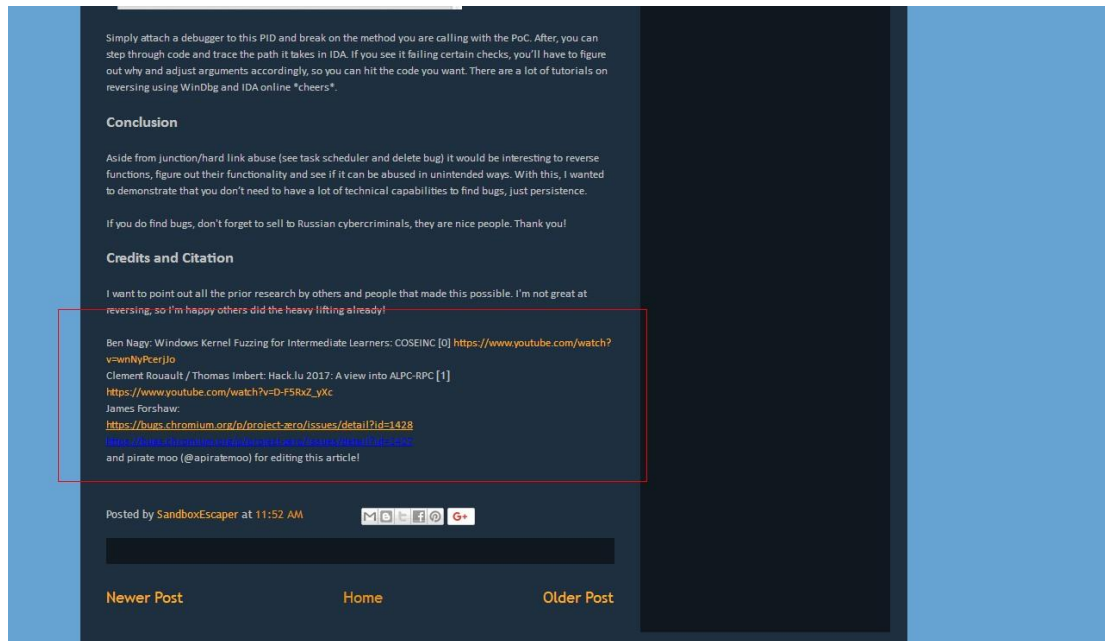 Simply attach a debugger to this PID and break on the method you are calling with the PoC. After, you can
step through code and trace the path it takes in IDA. If you see it failing certain checks, you'll have to figure
out why and adjust arguments accordingly, so you can hit the code you want. There are a lot of tutorials on
reversing using WinDbg and IDA online *cheers*.
Conclusion
Aside from junction/hard link abuse (see task scheduler and delete bug) it would be interesting to reverse
functions, figure out their functionality and see if it can be abused in unintended ways. With this, I wanted
to demonstrate that you don't need to have a lot of technical capabilities to find bugs, just persistence.
If you do find bugs, don't forget to sell to Russian cybercriminals, they are nice people. Thank you!
Credits and Citation
I want to point out all the prior research by others and people that made this possible. I'm not great at
reversing, so I'm happy others did the heavy lifting already!
Ben Nagy: Windows Kernel Fuzzing for Intermediate Learners: COSEINC [0] https://www.youtube.com/watch?
v=wnNyPcerjJo
Clement Rouault / Thomas Imbert: Hack.lu 2017: A view into ALPC-RPC [1]
https://www.youtube.com/watch?v=D-F5RxZ_yXc
James Forshaw:
https://bugs.chromium.org/p/project-zero/issues/detail?id=1428
https://bugs.chromium.org/p/project-zero/issues/detail?id=1427
and pirate moo (@apiratemoo) for editing this article!
Posted by SandboxEscaper at 11:52 AM
G+
Newer Post
Home
Older Post